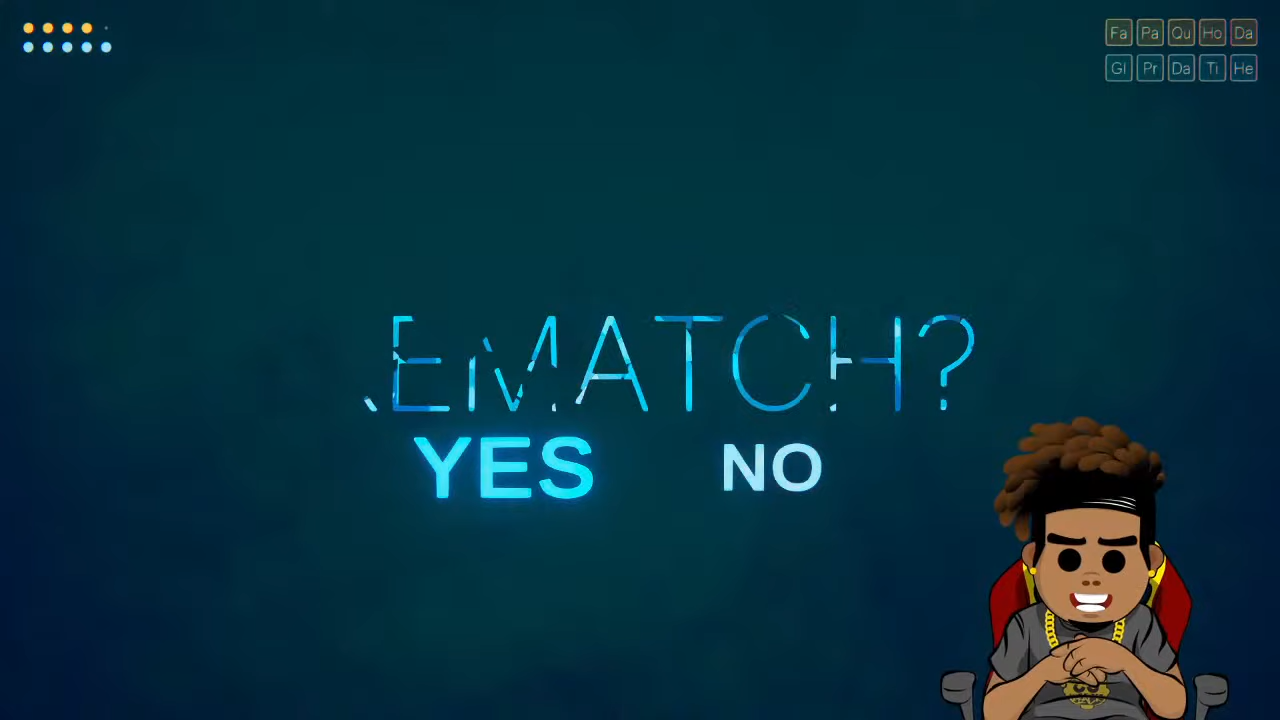 Fa Pa Qu Ho Da
Gl Pr Da Ti He
REMATCH?
YES NO